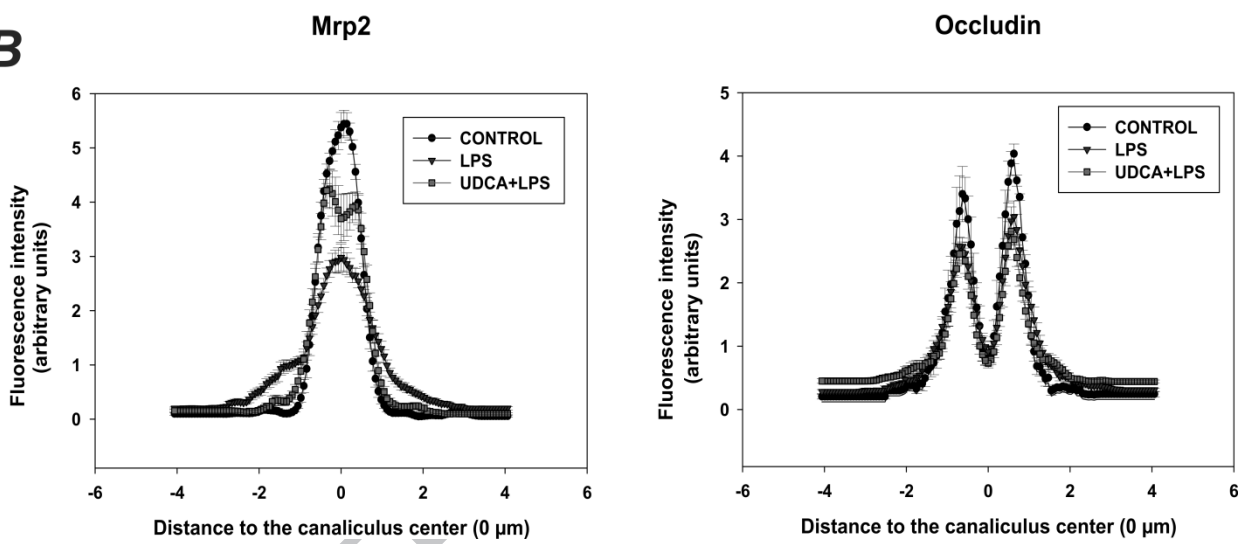 B
Mrp2
Occludin
Fluorescence intensity
(arbitrary units)
6
5
4
3
2
1
0
CONTROL
LPS
UDCA+LPS
-6
-4
-2
0
2
4
6
Distance to the canaliculus center (0 µm)
Fluorescence intensity
(arbitrary units)
5
4
3
2
1
0
CONTROL
LPS
UDCA+LPS
-6
-4
-2
0
2
4
6
Distance to the canaliculus center (0 µm)